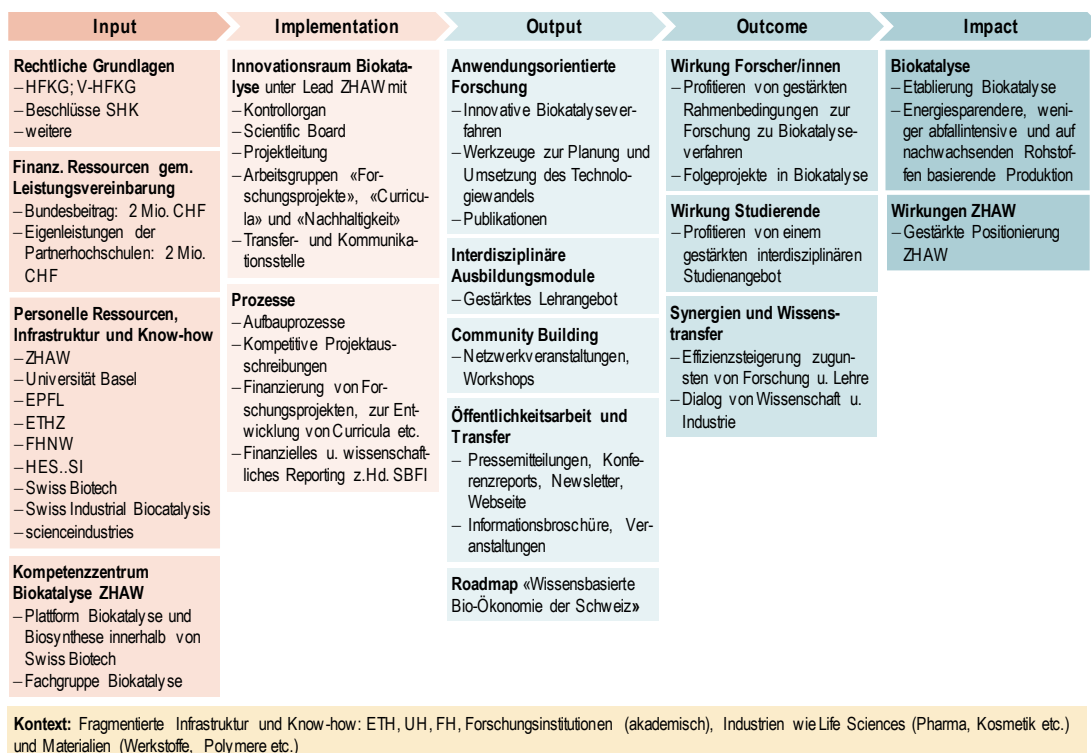 Input
Implementation
Output
Outcome
Impact
Rechtliche Grundlagen
– HFKG; V-HFKG
– Beschlüsse SHK
– weitere
Finanz. Ressourcen gem.
Leistungsvereinbarung
– Bundesbeitrag: 2 Mio. CHF
– Eigenleistungen der
Partnerhochschulen: 2 Mio.
CHF
Personelle Ressourcen,
Infrastruktur und Know-how
– ZHAW
– Universität Basel
– EPFL
– ETHZ
– FHNW
– HES..SI
– Swiss Biotech
– Swiss Industrial Biocatalysis
– scienceindustries
Kompetenzzentrum
Biokatalyse ZHAW
– Plattform Biokatalyse und
Biosynthese innerhalb von
Swiss Biotech
– Fachgruppe Biokatalyse
Innovationsraum Biokata-
lyse unter Lead ZHAW mit
– Kontrollorgan
– Scientific Board
– Projektleitung
– Arbeitsgruppen «For-
schungsprojekte», «Curricu-
la» und «Nachhaltigkeit»
– Transfer- und Kommunika-
tionsstelle
Prozesse
– Aufbauprozesse
– Kompetitive Projektaus-
schreibungen
– Finanzierung von For-
schungsprojekten, zur Ent-
wicklung von Curricula etc.
– Finanzielles u. wissenschaft-
liches Reporting z.Hd. SBFI
Anwendungsorientierte
Forschung
– Innovative Biokatalysever-
fahren
– Werkzeuge zur Planung und
Umsetzung des Technolo-
giewandels
– Publikationen
Interdisziplinäre
Ausbildungsmodule
– Gestärktes Lehrangebot
Community Building
– Netzwerkveranstaltungen,
Workshops
Öffentlichkeitsarbeit und
Transfer
– Pressemitteilungen, Konfe-
renzreports, Newsletter,
Webseite
– Informationsbroschüre, Ver-
anstaltungen
Roadmap «Wissensbasierte
Bio-Ökonomie der Schweiz»
Wirkung Forscher/innen
– Profitieren von gestärkten
Rahmenbedingungen zur
Forschung zu Biokatalyse-
verfahren
– Folgeprojekte in Biokatalyse
Wirkung Studierende
– Profitieren von einem
gestärkten interdisziplinären
Studienangebot
Synergien und Wissens-
transfer
– Effizienzsteigerung zugun-
sten von Forschung u. Lehre
– Dialog von Wissenschaft u.
Industrie
Biokatalyse
– Etablierung Biokatalyse
– Energiesparendere, weni-
ger abfallintensive und auf
nachwachsenden Rohstof-
fen basierende Produktion
Wirkungen ZHAW
– Gestärkte Positionierung
ZHAW
Kontext: Fragmentierte Infrastruktur und Know-how: ETH, UH, FH, Forschungsinstitutionen (akademisch), Industrien wie Life Sciences (Pharma, Kosmetik etc.)
und Materialien (Werkstoffe, Polymere etc.)